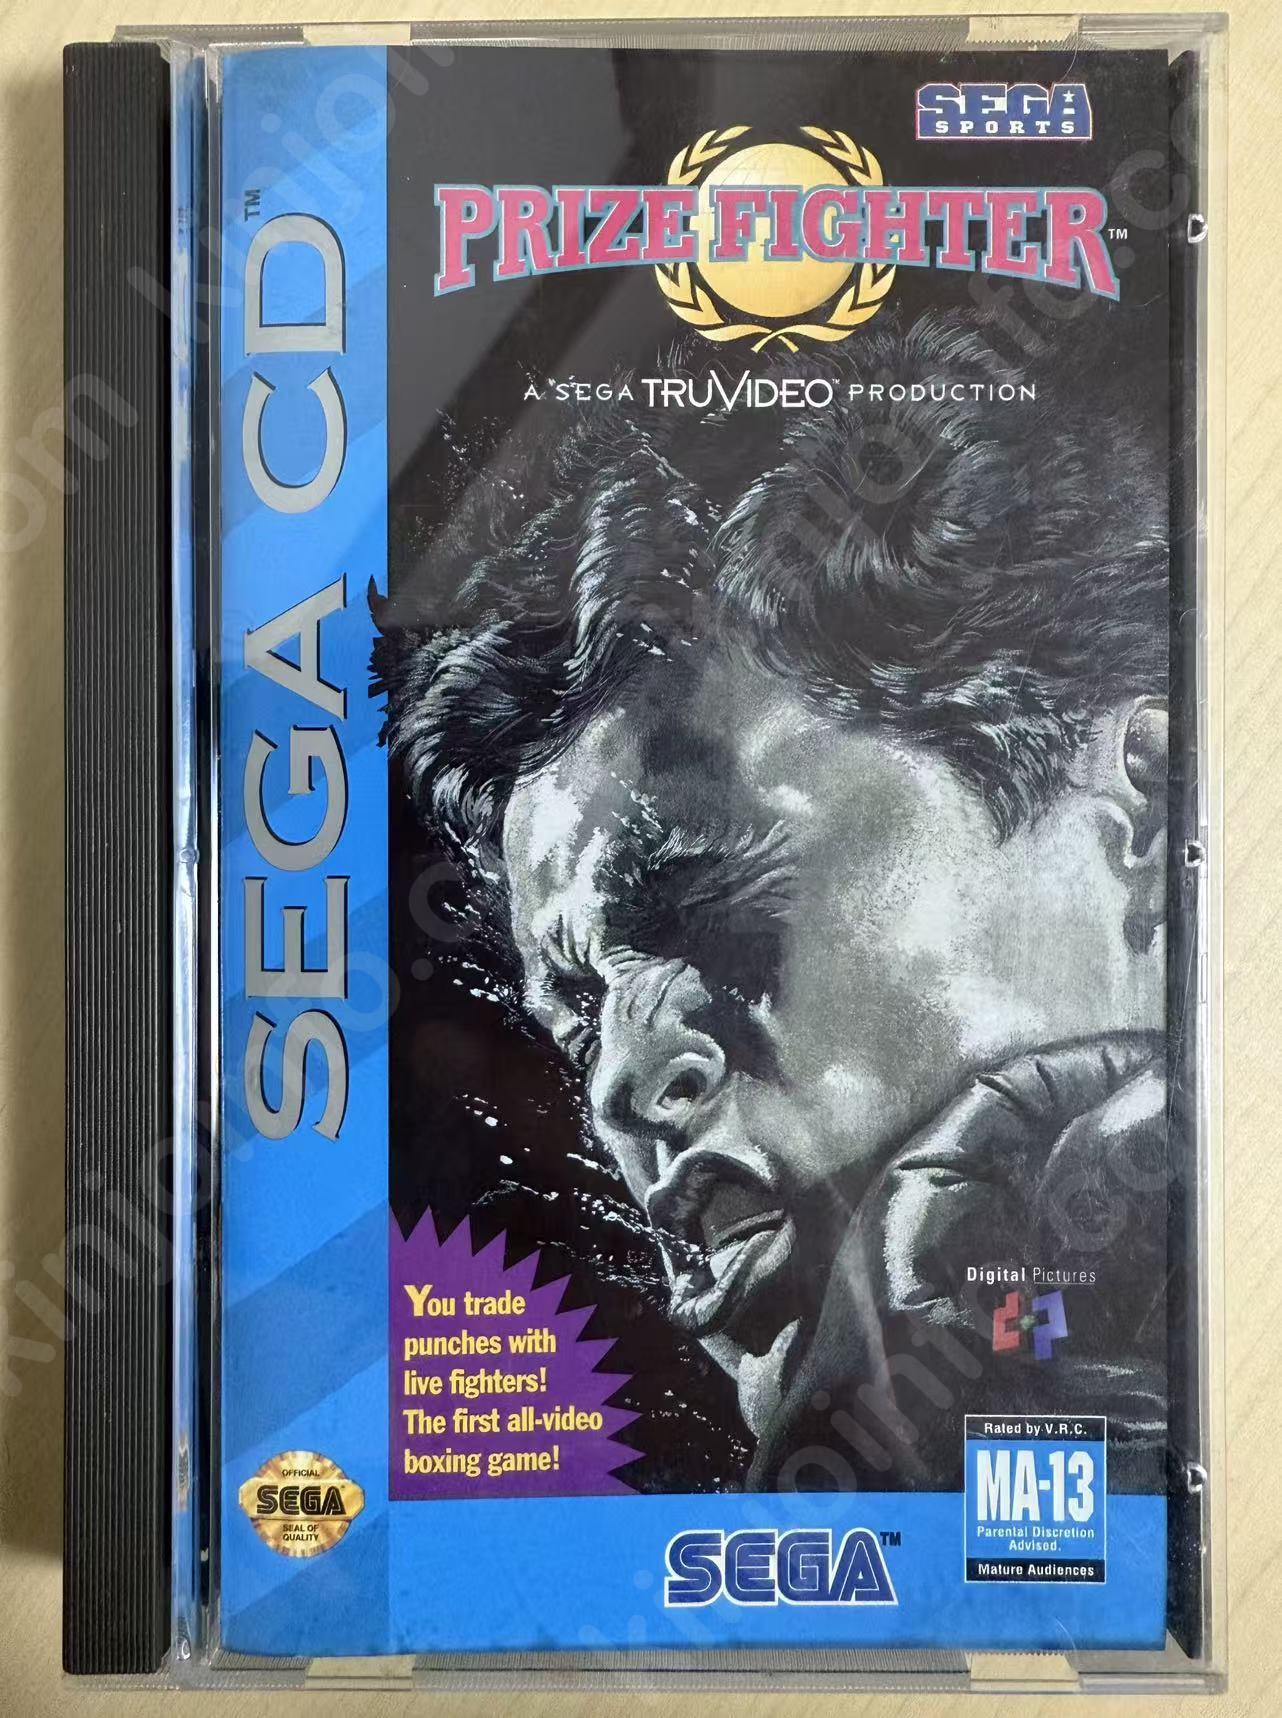 SEGA
SPORTS
PRIZE FIGHTER™
A SEGA TRUVIDEO™ PRODUCTION
SEGA CD™
You trade
punches with
live fighters!
The first all-video
boxing game!
Digital Pictures
Rated by V.R.C.
MA-13
Parental Discretion
Advised.
Mature Audiences
OFFICIAL
SEGA
SEAL OF
QUALITY
SEGA™